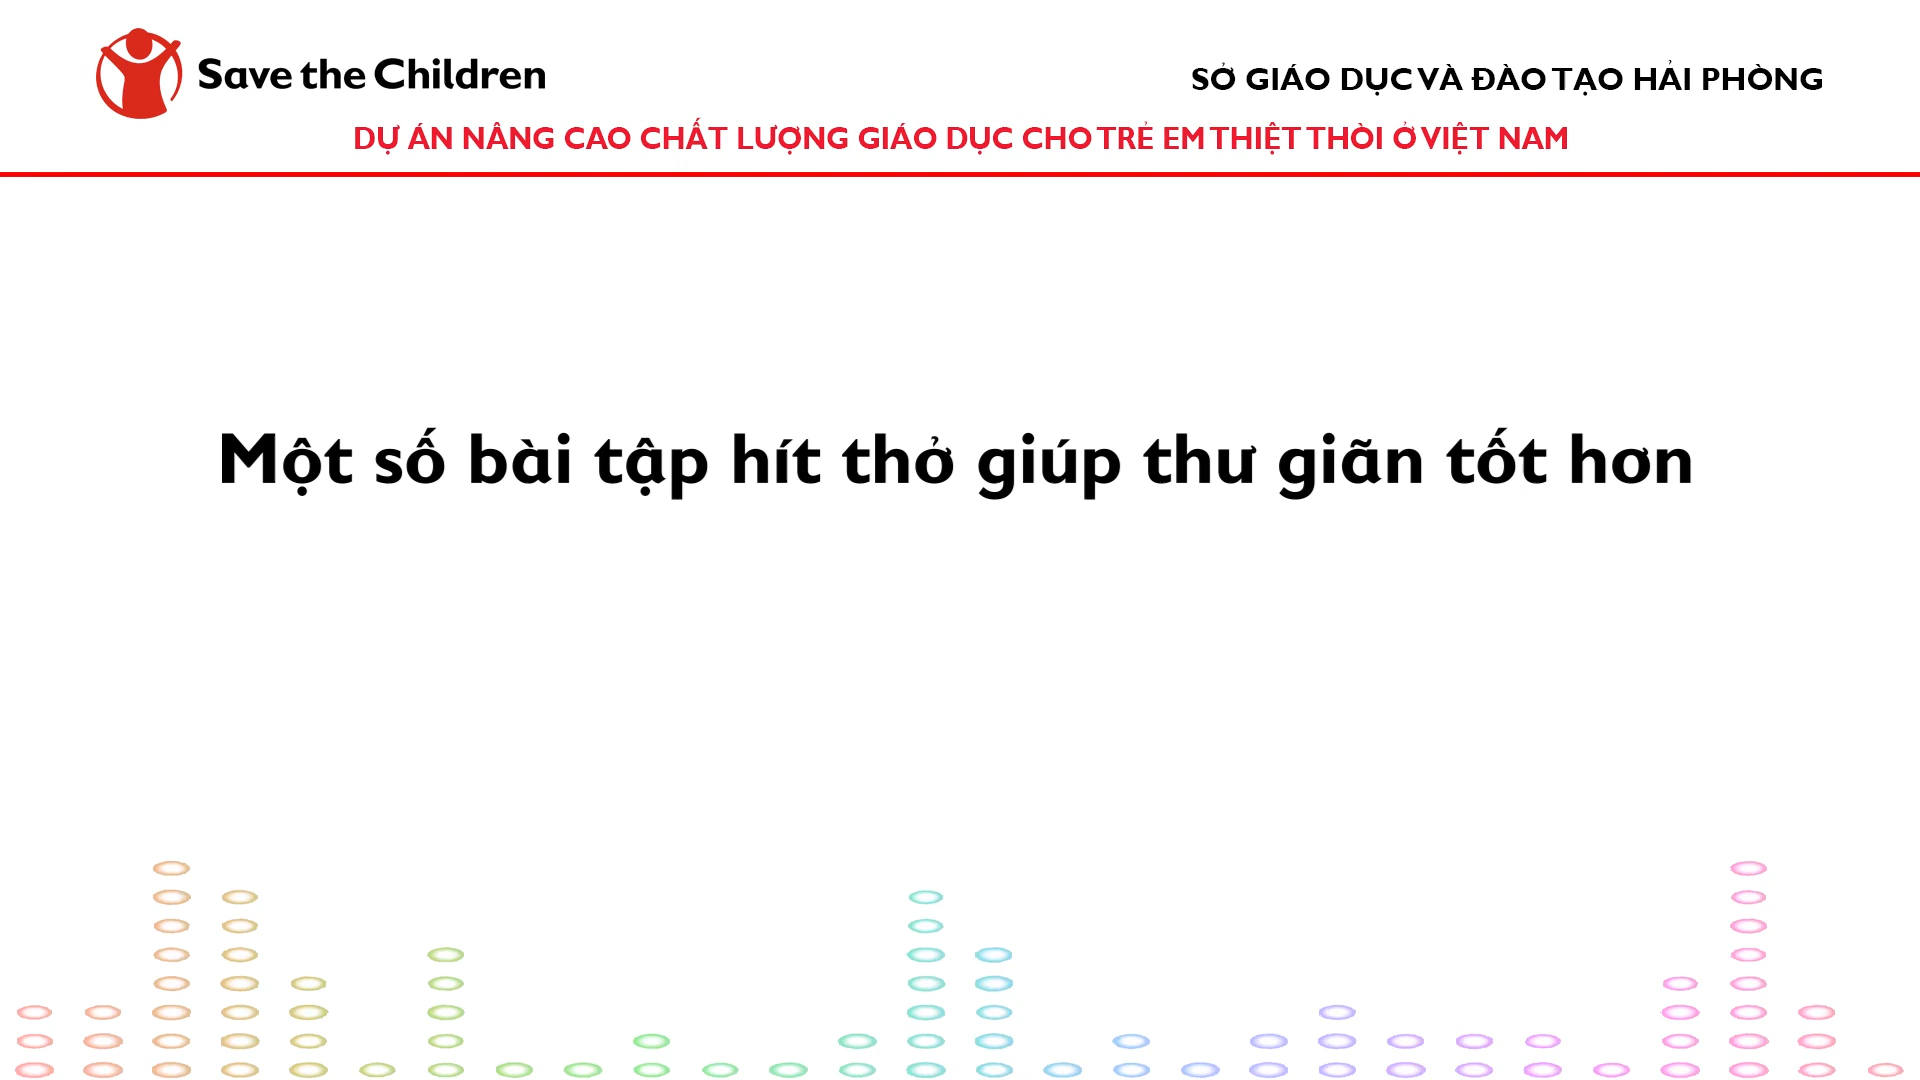 Save the Children
SỞ GIÁO DỤC VÀ ĐÀO TẠO HẢI PHÒNG
DỰ ÁN NÂNG CAO CHẤT LƯỢNG GIÁO DỤC CHO TRẺ EM THIỆT THÒI Ở VIỆT NAM
Một số bài tập hít thở giúp thư giãn tốt hơn